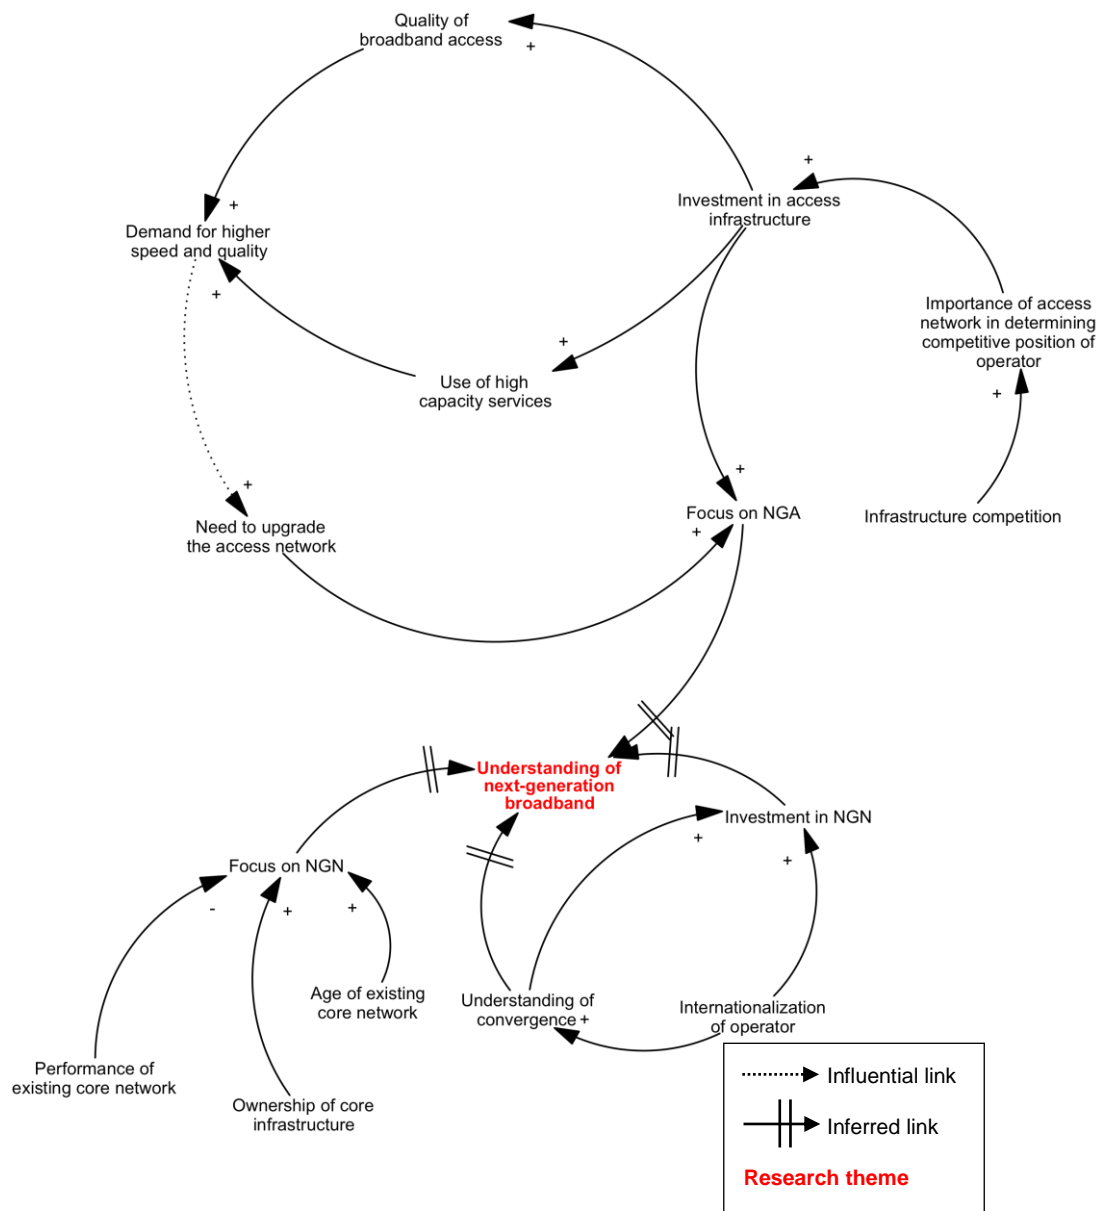 Quality of
broadband access
+
+
Investment in access
infrastructure
+
Demand for higher
speed and quality
+
Importance of access
network in determining
competitive position of
operator
+
+
Use of high
capacity services
+
+
Focus on NGA
+
Infrastructure competition
Need to upgrade
the access network
Understanding of
next-generation
broadband
Investment in NGN
+
+
Focus on NGN
-
+
+
Age of existing
core network
Understanding of
convergence +
Internationalization
of operator
Performance of
existing core network
Ownership of core
infrastructure
Influential link
Inferred link
Research theme